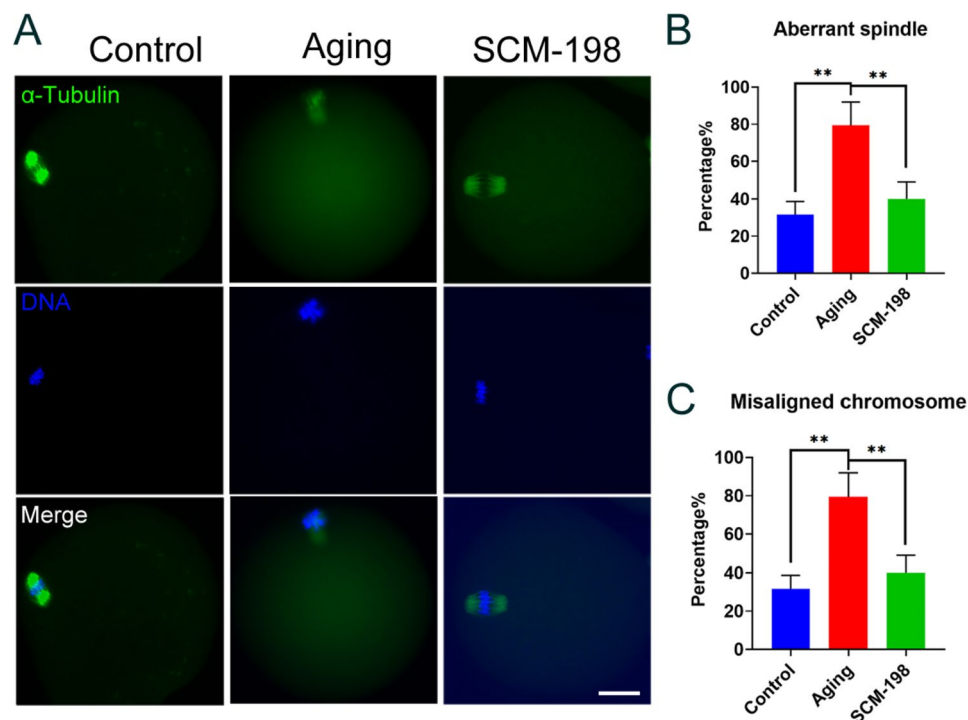 A
Control
Aging
SCM-198
α-Tubulin
DNA
Merge
B
Aberrant spindle
**
**
Percentage%
100
80
60
40
20
0
Control
Aging
SCM-198
C
Misaligned chromosome
**
**
Percentage%
100
80
60
40
20
0
Control
Aging
SCM-198